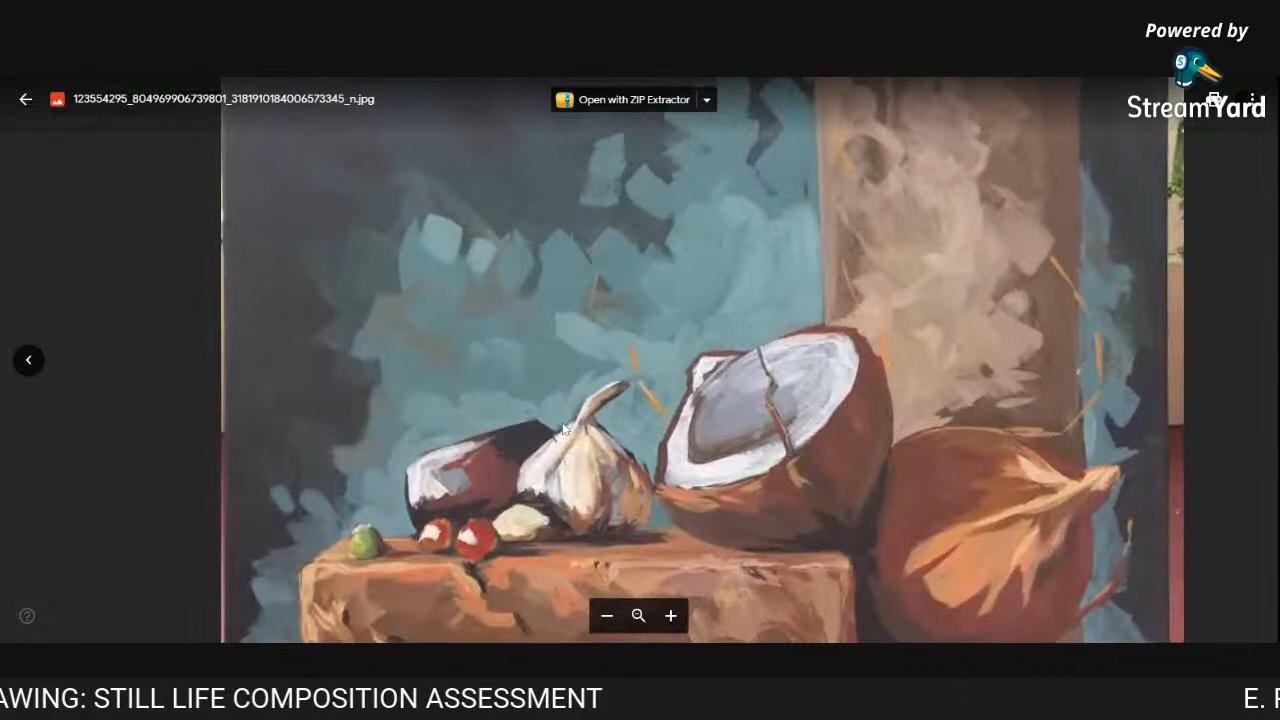 Powered by
StreamYard
123554295_804969906739801_3181910184006573345_n.jpg
Open with ZIP Extractor
AWING: STILL LIFE COMPOSITION ASSESSMENT
E.